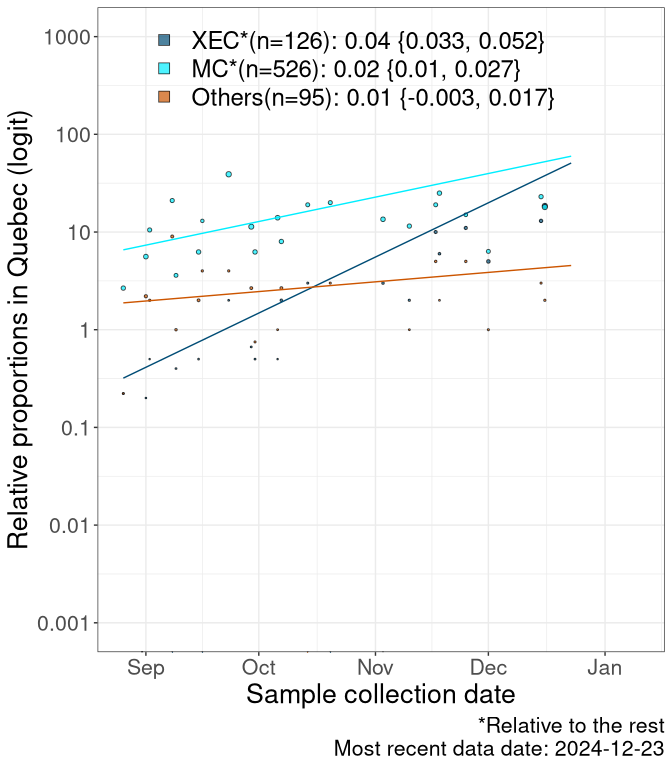 XEC*(n=126): 0.04 {0.033, 0.052}
MC*(n=526): 0.02 {0.01, 0.027}
Others(n=95): 0.01 {-0.003, 0.017}
Relative proportions in Quebec (logit)
1000
100
10
1
0.1
0.01
0.001
Sep Oct Nov Dec Jan
Sample collection date
*Relative to the rest
Most recent data date: 2024-12-23